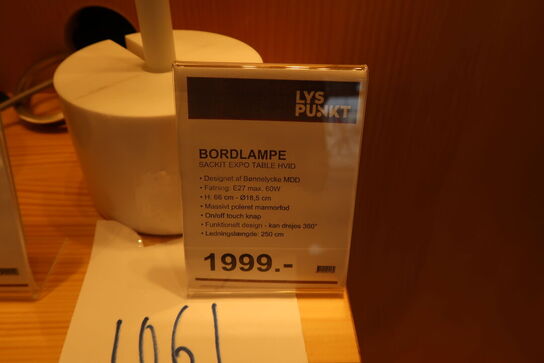 LYS
PUNKT
BORDLAMPE
SACKIT EXPO TABLE HVID
• Designet af Bønnelycke MDD
• Fatning: E27 max. 60W
• H: 66 cm - Ø18,5 cm
• Massivt poleret marmorfod
• On/off touch knap
• Funktionelt design - kan drejes 360°
• Ledningslængde: 250 cm
1999.-
1061